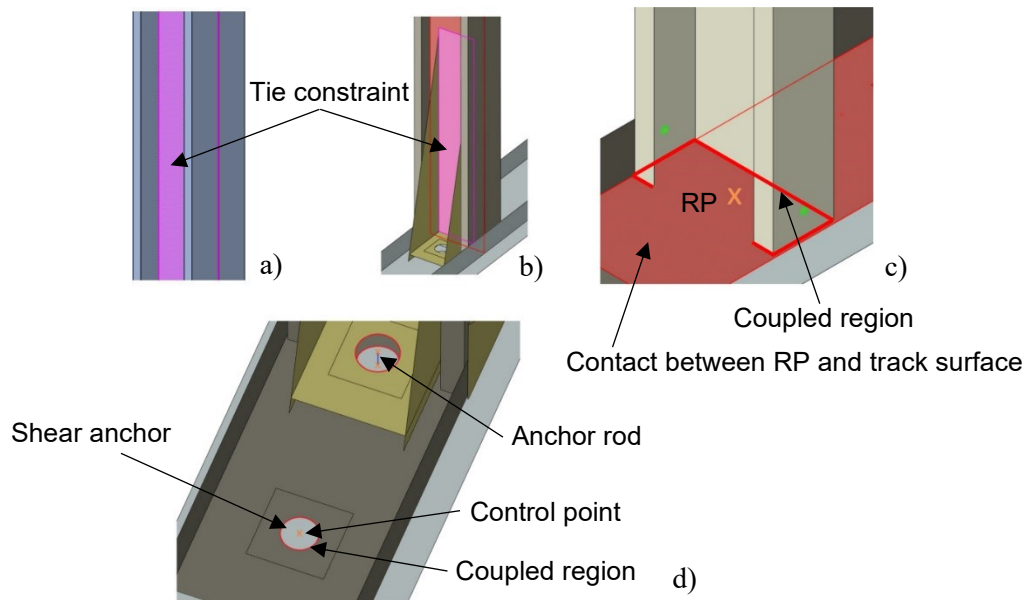 Tie constraint
a)
b)
RP
X
c)
Coupled region
Contact between RP and track surface
Shear anchor
Anchor rod
Control point
Coupled region
d)